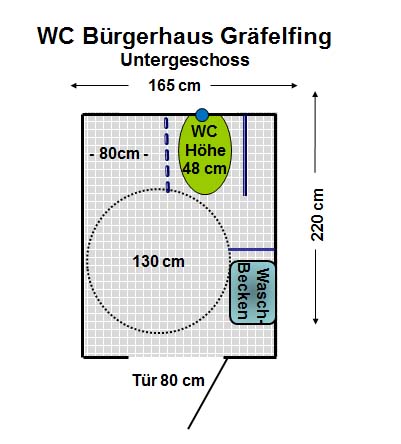 WC Bürgerhaus Gräfelfing
Untergeschoss
165 cm
- 80cm -
WC
Höhe
48 cm
220 cm
130 cm
Wasch-
Becken
Tür 80 cm